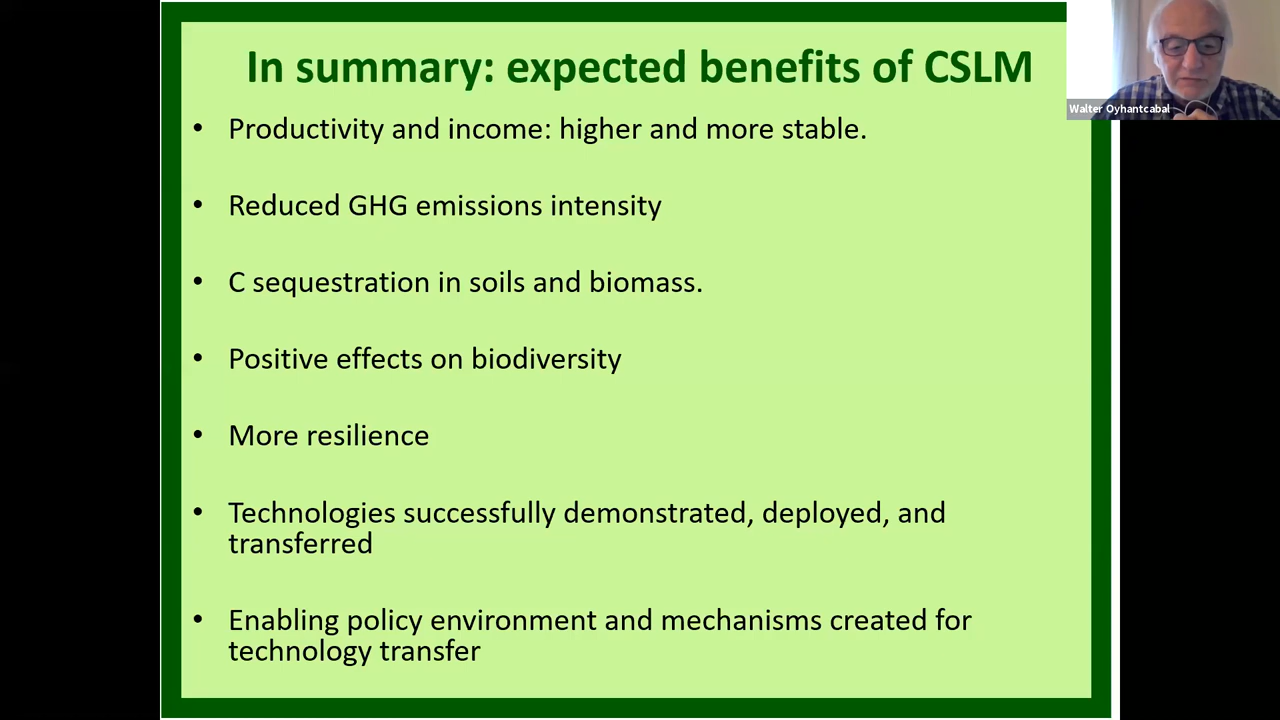 In summary: expected benefits of CSLM
Walter Oyhantcabal
• Productivity and income: higher and more stable.
• Reduced GHG emissions intensity
• C sequestration in soils and biomass.
• Positive effects on biodiversity
• More resilience
• Technologies successfully demonstrated, deployed, and
transferred
• Enabling policy environment and mechanisms created for
technology transfer